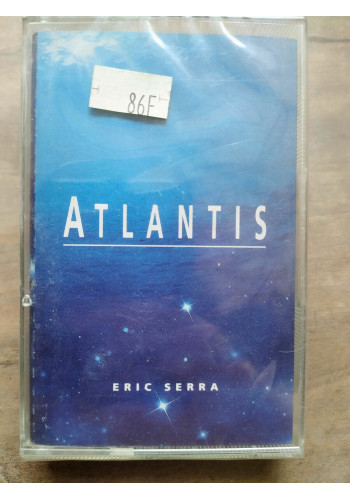 86F
ATLANTIS
ERIC SERRA